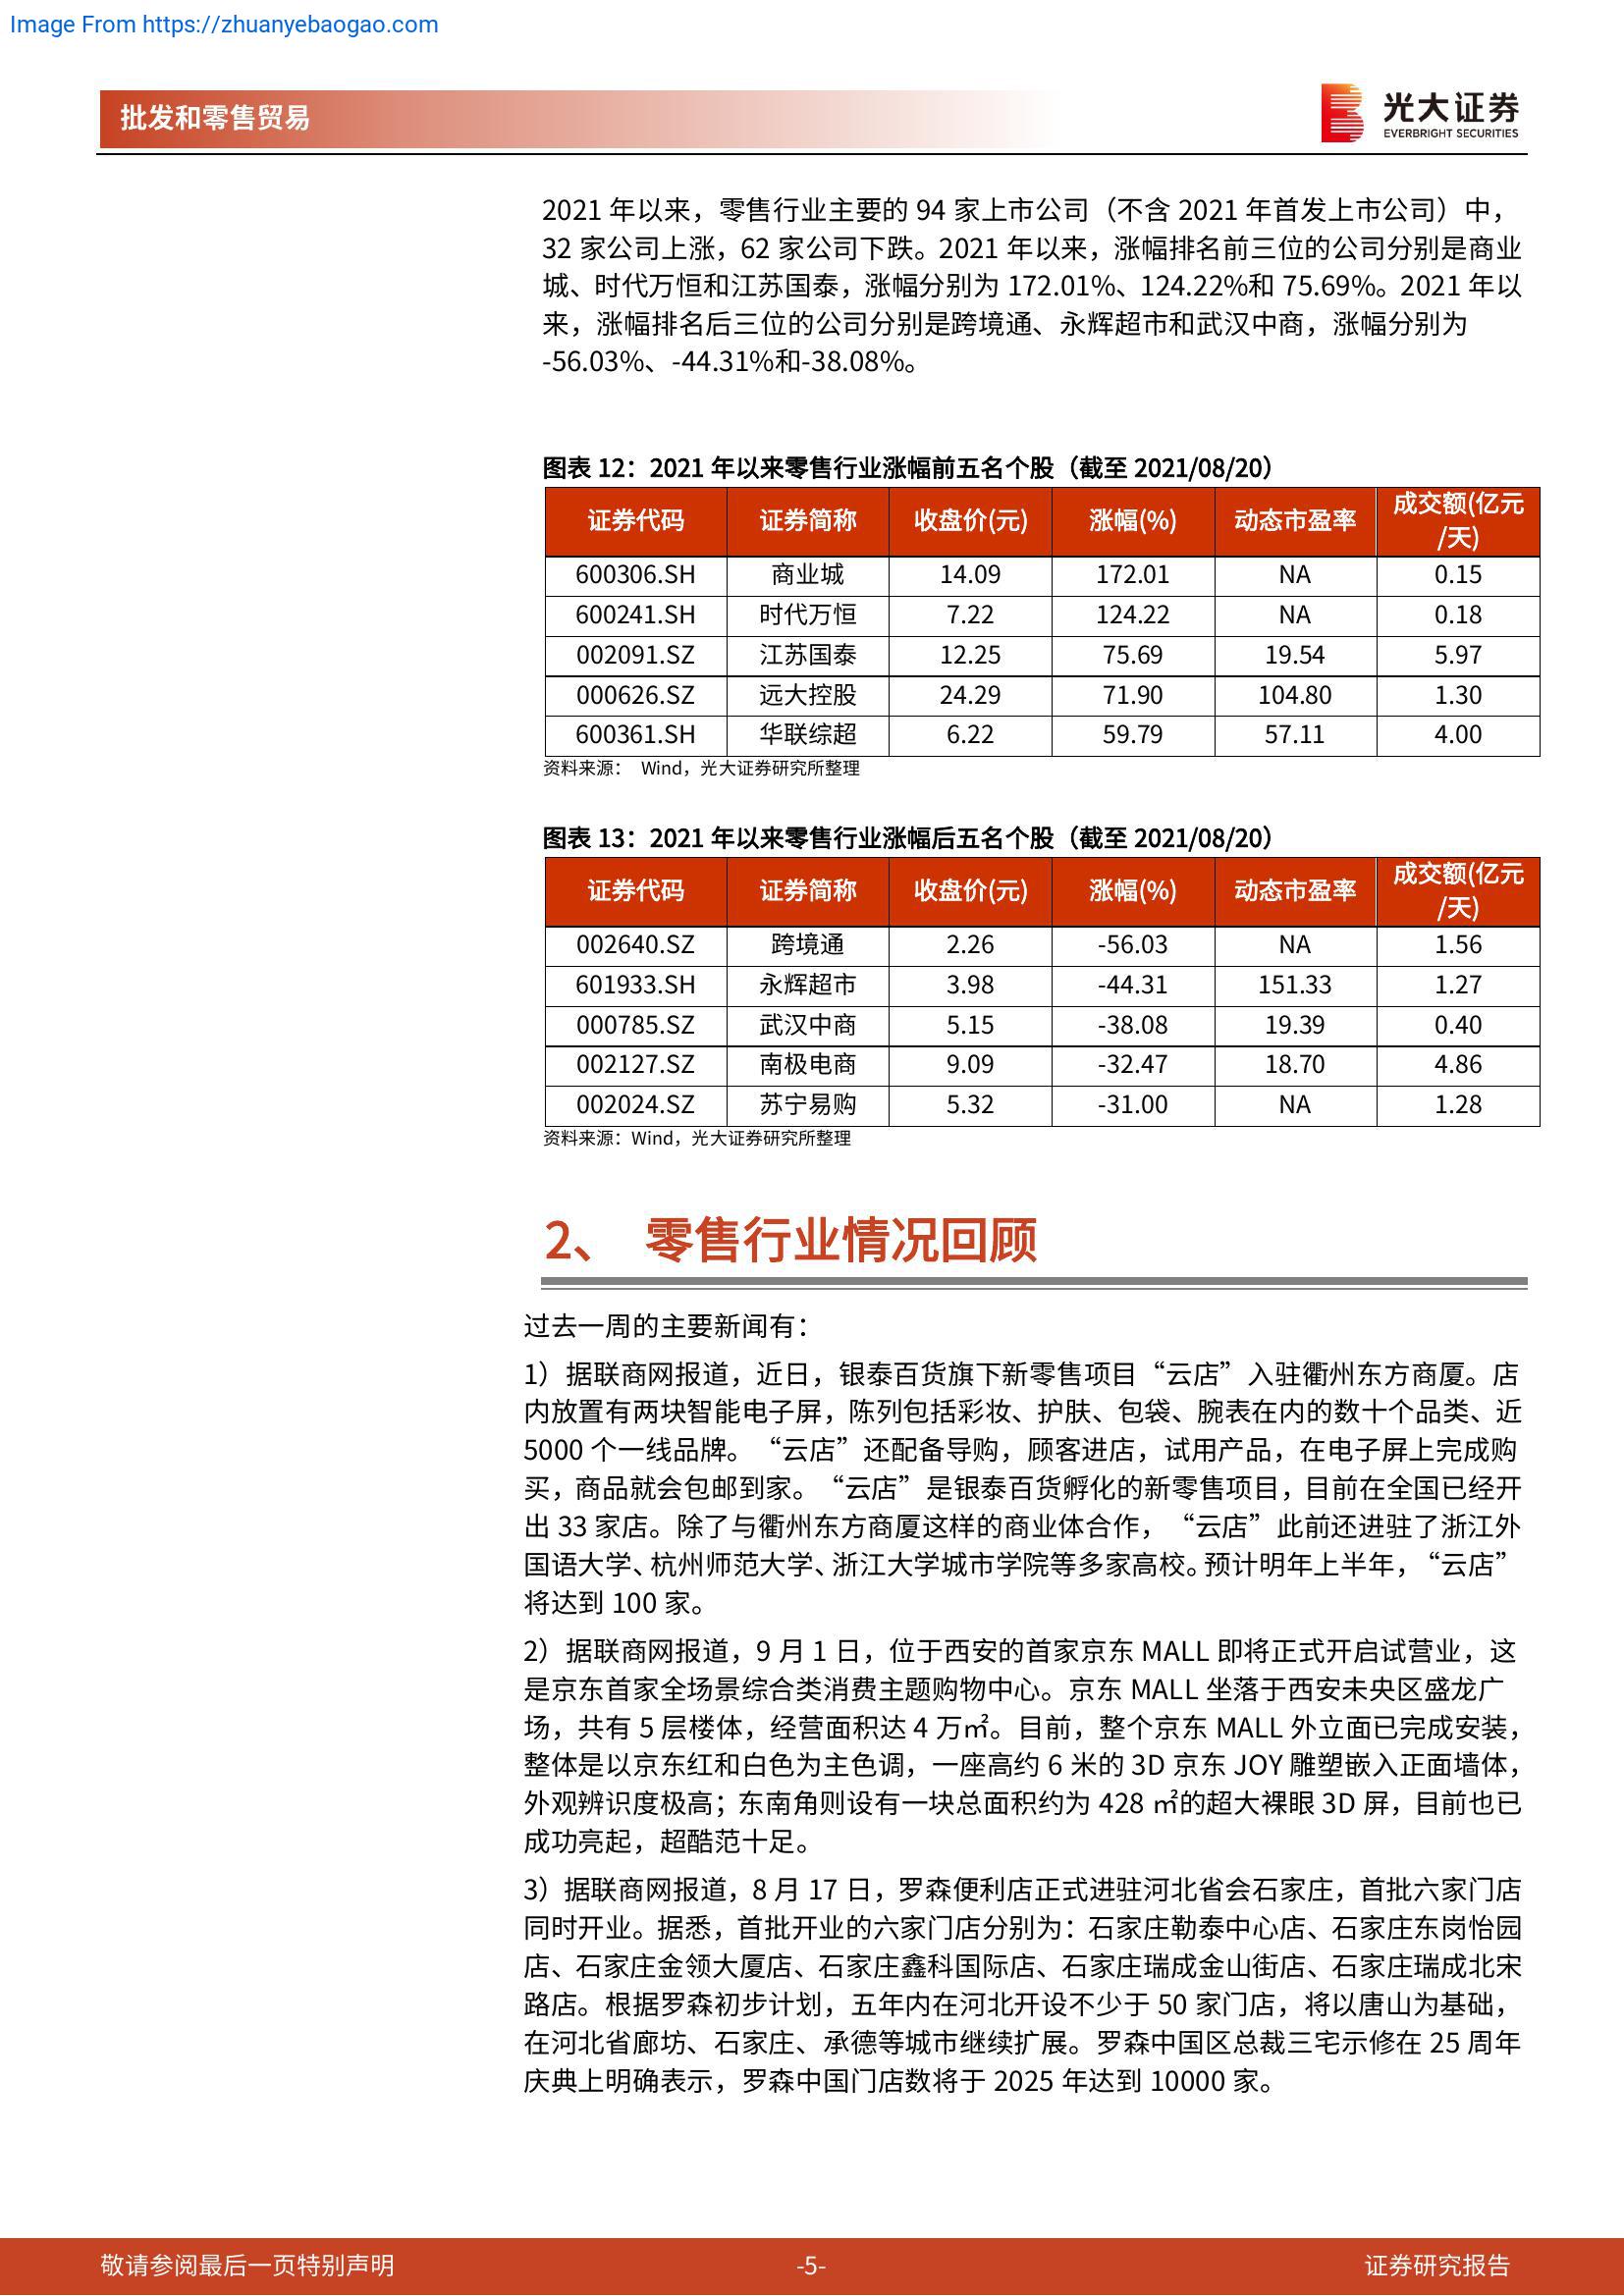 Image From https://zhuanyebaogao.com
批发和零售贸易
光大证券
EVERBRIGHT SECURITIES
2021 年以来，零售行业主要的 94 家上市公司（不含 2021 年首发上市公司）中，
32 家公司上涨，62 家公司下跌。2021 年以来，涨幅排名前三位的公司分别是商业
城、时代万恒和江苏国泰，涨幅分别为 172.01%、124.22%和 75.69%。2021 年以
来，涨幅排名后三位的公司分别是跨境通、永辉超市和武汉中商，涨幅分别为
-56.03%、-44.31%和-38.08%。
图表 12：2021 年以来零售行业涨幅前五名个股（截至 2021/08/20）
证券代码 证券简称 收盘价(元) 涨幅(%) 动态市盈率 成交额(亿元
/天)
600306.SH 商业城 14.09 172.01 NA 0.15
600241.SH 时代万恒 7.22 124.22 NA 0.18
002091.SZ 江苏国泰 12.25 75.69 19.54 5.97
000626.SZ 远大控股 24.29 71.90 104.80 1.30
600361.SH 华联综超 6.22 59.79 57.11 4.00
资料来源： Wind，光大证券研究所整理
图表 13：2021 年以来零售行业涨幅后五名个股（截至 2021/08/20）
证券代码 证券简称 收盘价(元) 涨幅(%) 动态市盈率 成交额(亿元
/天)
002640.SZ 跨境通 2.26 -56.03 NA 1.56
601933.SH 永辉超市 3.98 -44.31 151.33 1.27
000785.SZ 武汉中商 5.15 -38.08 19.39 0.40
002127.SZ 南极电商 9.09 -32.47 18.70 4.86
002024.SZ 苏宁易购 5.32 -31.00 NA 1.28
资料来源：Wind，光大证券研究所整理
2、 零售行业情况回顾
过去一周的主要新闻有：
1）据联商网报道，近日，银泰百货旗下新零售项目“云店”入驻衢州东方商厦。店
内放置有两块智能电子屏，陈列包括彩妆、护肤、包袋、腕表在内的数十个品类、近
5000 个一线品牌。“云店”还配备导购，顾客进店，试用产品，在电子屏上完成购
买，商品就会包邮到家。“云店”是银泰百货孵化的新零售项目，目前在全国已经开
出 33 家店。除了与衢州东方商厦这样的商业体合作，“云店”此前还进驻了浙江外
国语大学、杭州师范大学、浙江大学城市学院等多家高校。预计明年上半年，“云店”
将达到 100 家。
2）据联商网报道，9 月 1 日，位于西安的首家京东 MALL 即将正式开启试营业，这
是京东首家全场景综合类消费主题购物中心。京东 MALL 坐落于西安未央区盛龙广
场，共有 5 层楼体，经营面积达 4 万㎡。目前，整个京东 MALL 外立面已完成安装，
整体是以京东红和白色为主色调，一座高约 6 米的 3D 京东 JOY 雕塑嵌入正面墙体，
外观辨识度极高；东南角则设有一块总面积约为 428 ㎡的超大裸眼 3D 屏，目前也已
成功亮起，超酷范十足。
3）据联商网报道，8 月 17 日，罗森便利店正式进驻河北省会石家庄，首批六家门店
同时开业。据悉，首批开业的六家门店分别为：石家庄勒泰中心店、石家庄东岗怡园
店、石家庄金领大厦店、石家庄鑫科国际店、石家庄瑞成金山街店、石家庄瑞成北宋
路店。根据罗森初步计划，五年内在河北开设不少于 50 家门店，将以唐山为基础，
在河北省廊坊、石家庄、承德等城市继续扩展。罗森中国区总裁三宅示修在 25 周年
庆典上明确表示，罗森中国门店数将于 2025 年达到 10000 家。
敬请参阅最后一页特别声明 -5- 证券研究报告